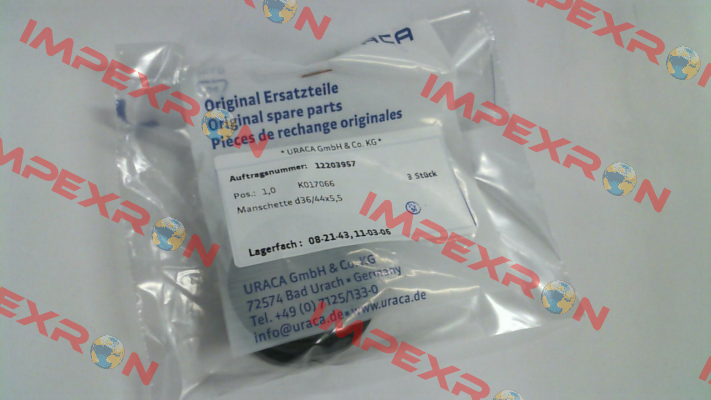 URACA
Original Ersatzteile
Original spare parts
Pièces de rechange originales
* URACA GmbH & Co. KG *
Auftragsnummer: 12203957
Pos.: 1,0 K017066 3 Stück
Manschette d36/44x5,5
Lagerfach : 08-21-43, 11-03-06
URACA GmbH & Co. KG
72574 Bad Urach • Germany
Tel. +49 (0) 7125/133-0
info@uraca.de • www.uraca.de
IMPEXRON
IMPEXRON
IMPEXRON
IMPEXRON
IMPEXRON
IMPEXRON
IMPEXRON